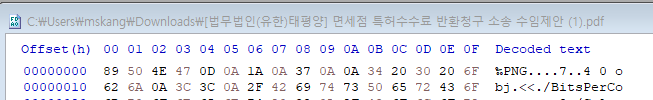 C:\Users\mskang\Downloads\[법무법인(유한)태평양] 면세점 특허수수료 반환청구 소송 수임제안 (1).pdf
Offset(h) 00 01 02 03 04 05 06 07 08 09 0A 0B 0C 0D 0E 0F Decoded text
00000000 89 50 4E 47 0D 0A 1A 0A 37 0A 0A 34 20 30 20 6F ‰PNG....7..4 0 o
00000010 62 6A 0A 3C 3C 0A 2F 42 69 74 73 50 65 72 43 6F bj.<<./BitsPerCo